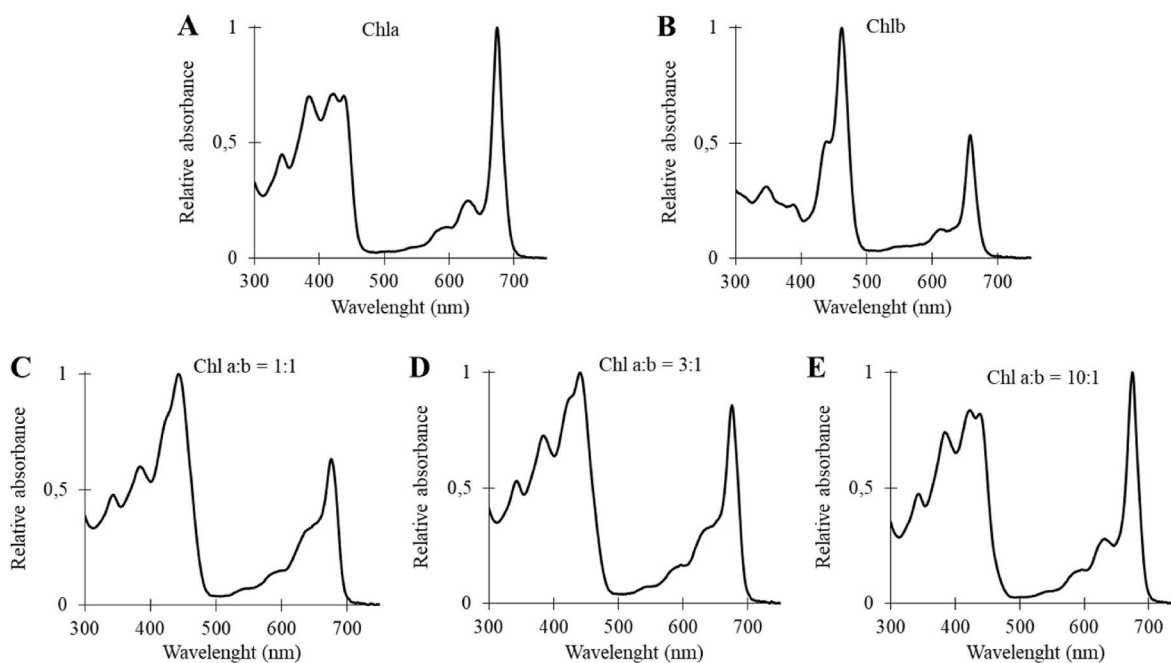 A
Chla
Relative absorbance
1
0,5
0
300 400 500 600 700
Wavelenght (nm)
B
Chlb
Relative absorbance
1
0,5
0
300 400 500 600 700
Wavelenght (nm)
C
Chl a:b = 1:1
Relative absorbance
1
0,5
0
300 400 500 600 700
Wavelenght (nm)
D
Chl a:b = 3:1
Relative absorbance
1
0,5
0
300 400 500 600 700
Wavelenght (nm)
E
Chl a:b = 10:1
Relative absorbance
1
0,5
0
300 400 500 600 700
Wavelenght (nm)